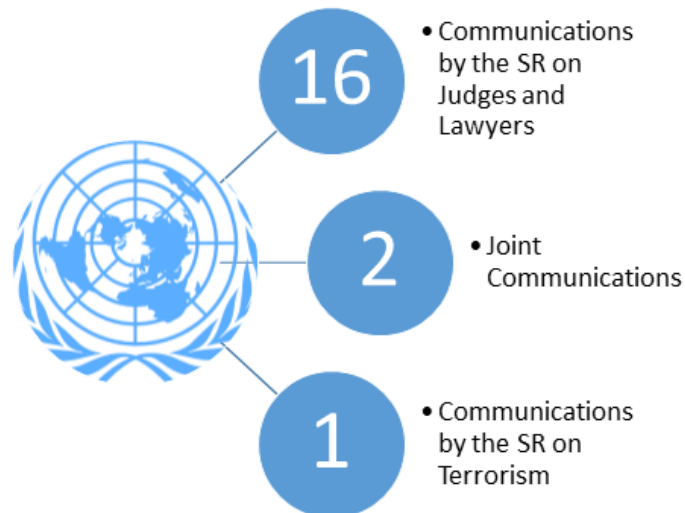 16
• Communications
by the SR on
Judges and
Lawyers
2
• Joint
Communications
1
• Communications
by the SR on
Terrorism